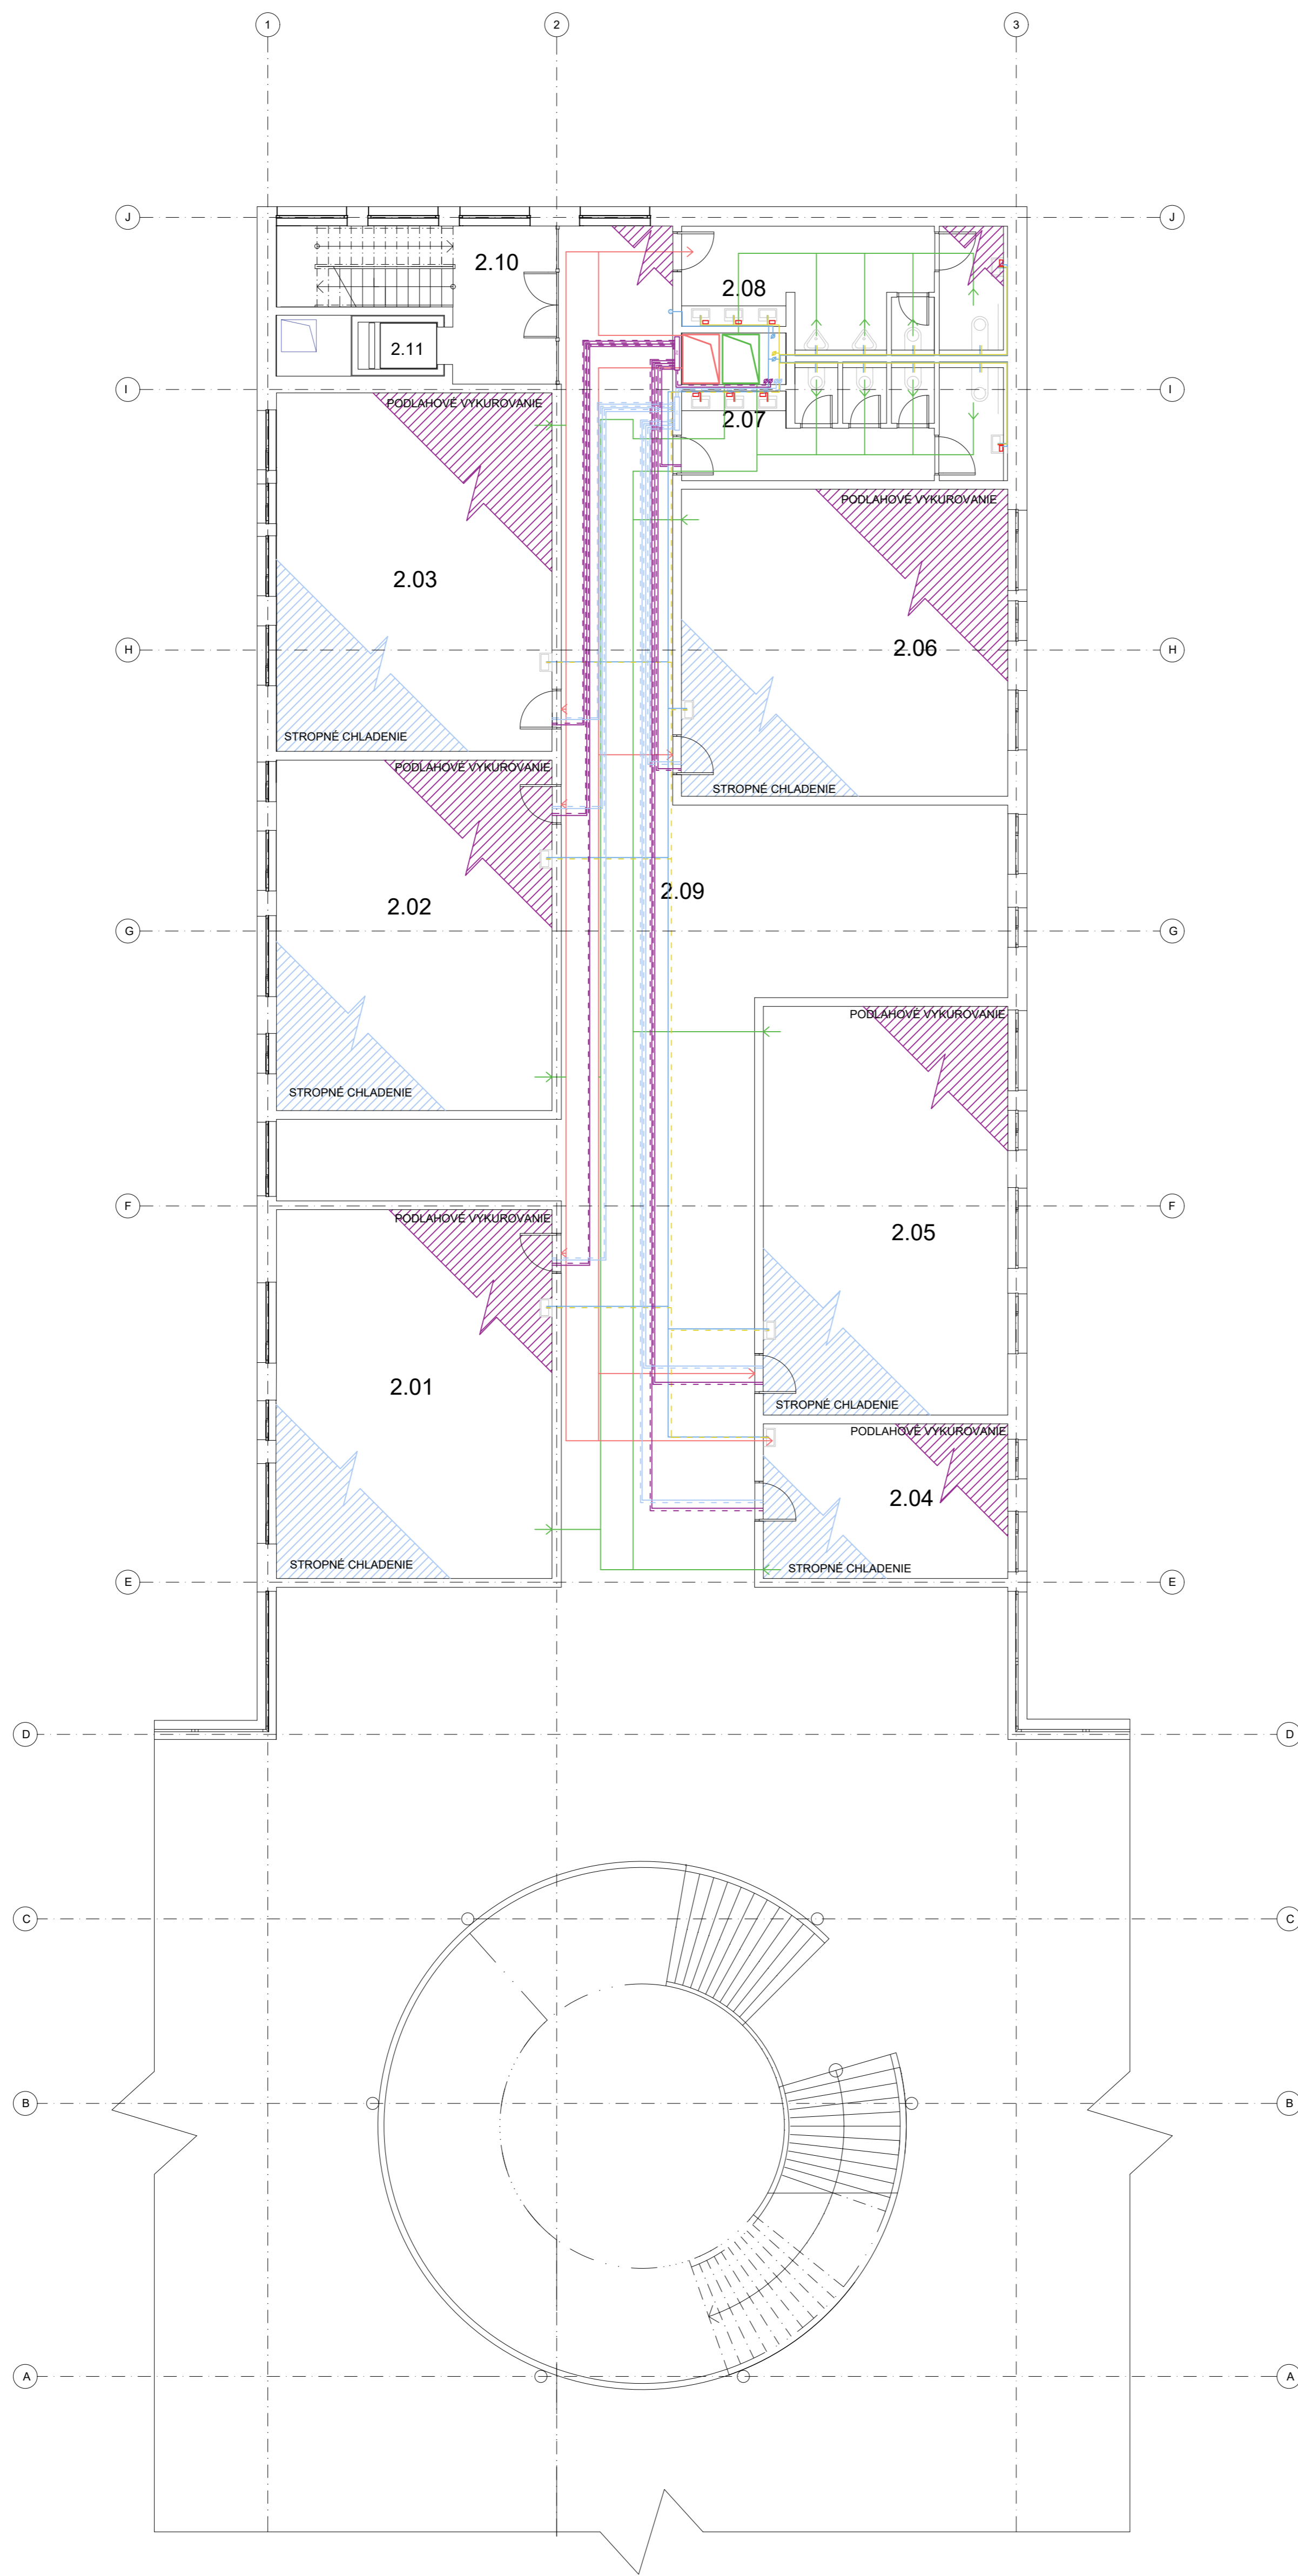 1 2 3
J J
2.10
2.08
2.11
I I
PODLAHOVÉ VYKUROVANIE
2.07
PODLAHOVÉ VYKUROVANIE
2.03
H 2.06 H
STROPNÉ CHLADENIE
PODLAHOVÉ VYKUROVANIE
STROPNÉ CHLADENIE
2.09
2.02
G G
PODLAHOVÉ VYKUROVANIE
STROPNÉ CHLADENIE
F F
PODLAHOVÉ VYKUROVANIE
2.05
2.01
STROPNÉ CHLADENIE
PODLAHOVÉ VYKUROVANIE
2.04
STROPNÉ CHLADENIE
STROPNÉ CHLADENIE
E E
D D
C C
B B
A A